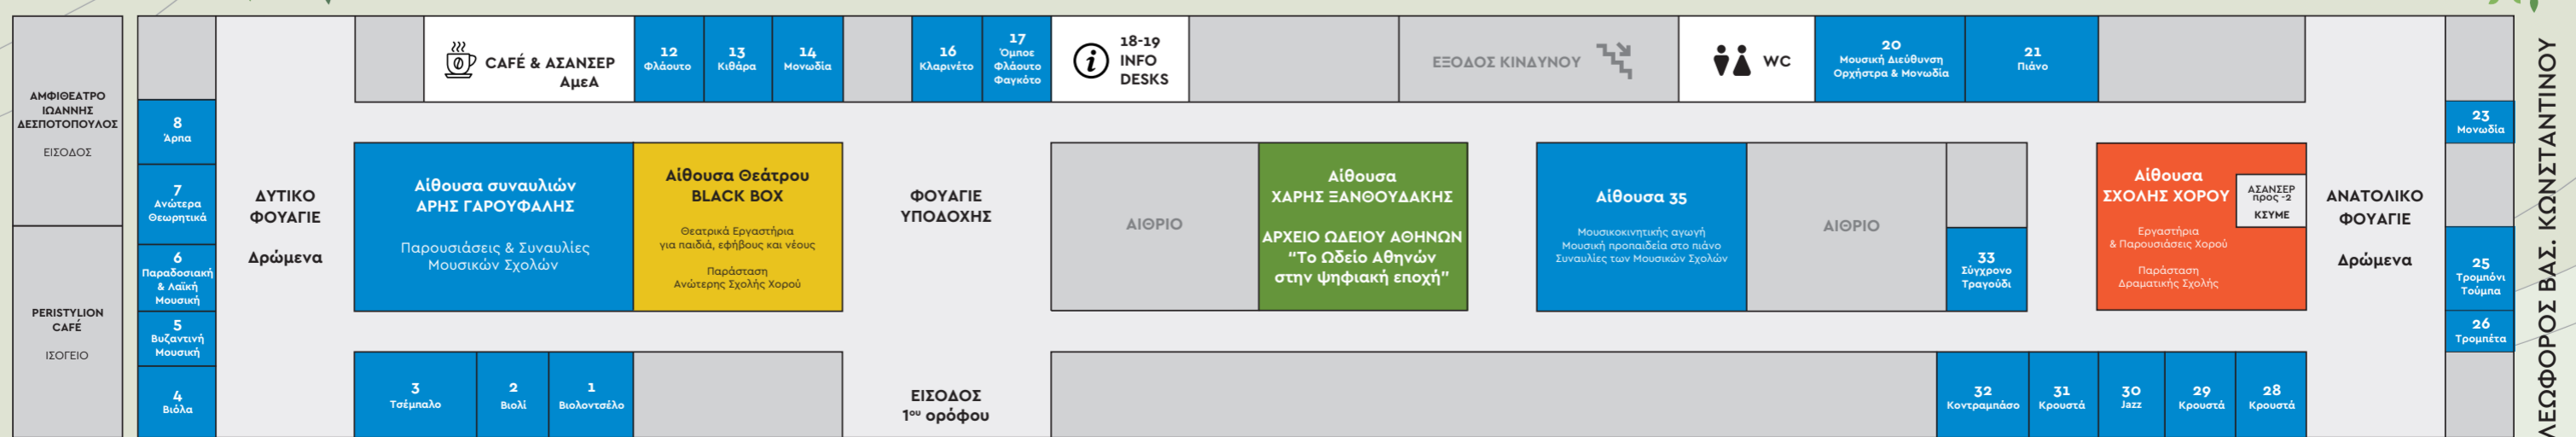 ΑΜΦΙΘΕΑΤΡΟ
ΙΩΑΝΝΗΣ
ΔΕΣΠΟΤΟΠΟΥΛΟΣ
ΕΙΣΟΔΟΣ
PERISTYLION
CAFÉ
ΙΣΟΓΕΙΟ
8
Άρπα
7
Ανώτερα
Θεωρητικά
6
Παραδοσιακή
& Λαϊκή
Μουσική
5
Βυζαντινή
Μουσική
4
Βιόλα
ΔΥΤΙΚΟ
ΦΟΥΑΓΙΕ
Δρώμενα
CAFÉ & ΑΣΑΝΣΕΡ
ΑμεΑ
12
Φλάουτο
13
Κιθάρα
14
Μονωδία
16
Κλαρινέτο
17
Όμποε
Φλάουτο
Φαγκότο
18-19
INFO
DESKS
ΕΞΟΔΟΣ ΚΙΝΔΥΝΟΥ
WC
20
Μουσική Διεύθυνση
Ορχήστρα & Μονωδία
21
Πιάνο
Αίθουσα συναυλιών
ΑΡΗΣ ΓΑΡΟΥΦΑΛΗΣ
Παρουσιάσεις & Συναυλίες
Μουσικών Σχολών
Αίθουσα Θεάτρου
BLACK BOX
Θεατρικά Εργαστήρια
για παιδιά, εφήβους και νέους
Παράσταση
Ανώτερης Σχολής Χορού
ΦΟΥΑΓΙΕ
ΥΠΟΔΟΧΗΣ
ΑΙΘΡΙΟ
Αίθουσα
ΧΑΡΗΣ ΞΑΝΘΟΥΔΑΚΗΣ
ΑΡΧΕΙΟ ΩΔΕΙΟΥ ΑΘΗΝΩΝ
"Το Ωδείο Αθηνών
στην ψηφιακή εποχή"
Αίθουσα 35
Μουσικοκινητικής αγωγή
Μουσική προπαιδεία στο πιάνο
Συναυλίες των Μουσικών Σχολών
ΑΙΘΡΙΟ
33
Σύγχρονο
Τραγούδι
Αίθουσα
ΣΧΟΛΗΣ ΧΟΡΟΥ
Εργαστήρια
& Παρουσιάσεις Χορού
Παράσταση
Δραματικής Σχολής
ΑΣΑΝΣΕΡ
προς -2
ΚΣΥΜΕ
ΑΝΑΤΟΛΙΚΟ
ΦΟΥΑΓΙΕ
Δρώμενα
23
Μονωδία
25
Τρομπόνι
Τούμπα
26
Τρομπέτα
3
Τσέμπαλο
2
Βιολί
1
Βιολοντσέλο
ΕΙΣΟΔΟΣ
1ου ορόφου
32
Κοντραμπάσο
31
Κρουστά
30
Jazz
29
Κρουστά
28
Κρουστά
ΛΕΩΦΟΡΟΣ ΒΑΣ. ΚΩΝΣΤΑΝΤΙΝΟΥ